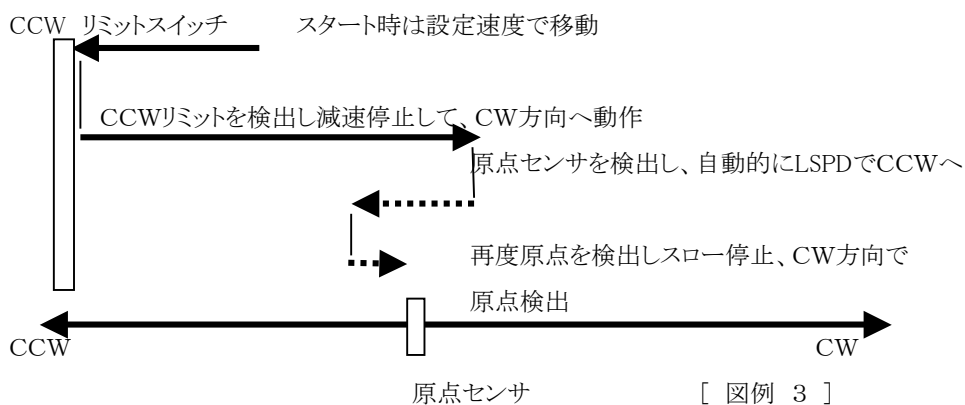 CCW リミットスイッチ スタート時は設定速度で移動
CCWリミットを検出し減速停止して、CW方向へ動作
原点センサを検出し、自動的にLSPDでCCWへ
再度原点を検出しスロー停止、CW方向で
原点検出
CCW CW
原点センサ [ 図例 3 ]